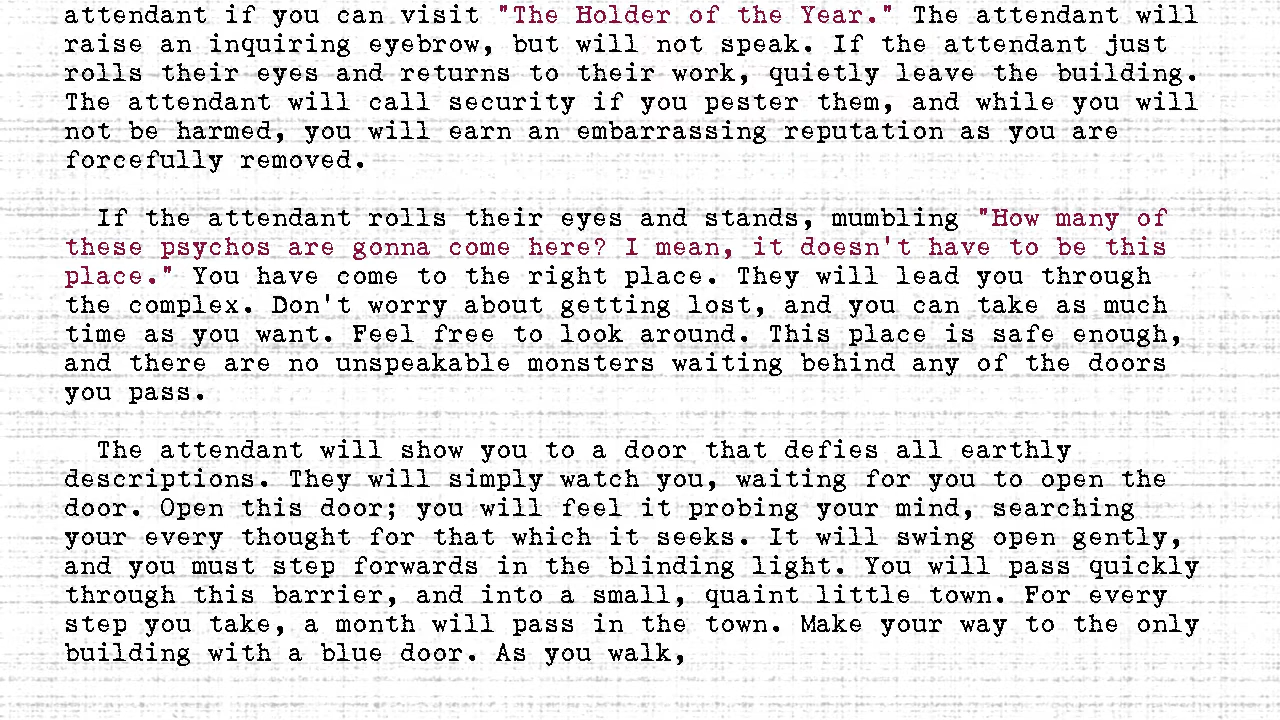 attendant if you can visit "The Holder of the Year." The attendant will
raise an inquiring eyebrow, but will not speak. If the attendant just
rolls their eyes and returns to their work, quietly leave the building.
The attendant will call security if you pester them, and while you will
not be harmed, you will earn an embarrassing reputation as you are
forcefully removed.
If the attendant rolls their eyes and stands, mumbling "How many of
these psychos are gonna come here? I mean, it doesn't have to be this
place." You have come to the right place. They will lead you through
the complex. Don't worry about getting lost, and you can take as much
time as you want. Feel free to look around. This place is safe enough,
and there are no unspeakable monsters waiting behind any of the doors
you pass.
The attendant will show you to a door that defies all earthly
descriptions. They will simply watch you, waiting for you to open the
door. Open this door; you will feel it probing your mind, searching
your every thought for that which it seeks. It will swing open gently,
and you must step forwards in the blinding light. You will pass quickly
through this barrier, and into a small, quaint little town. For every
step you take, a month will pass in the town. Make your way to the only
building with a blue door. As you walk,